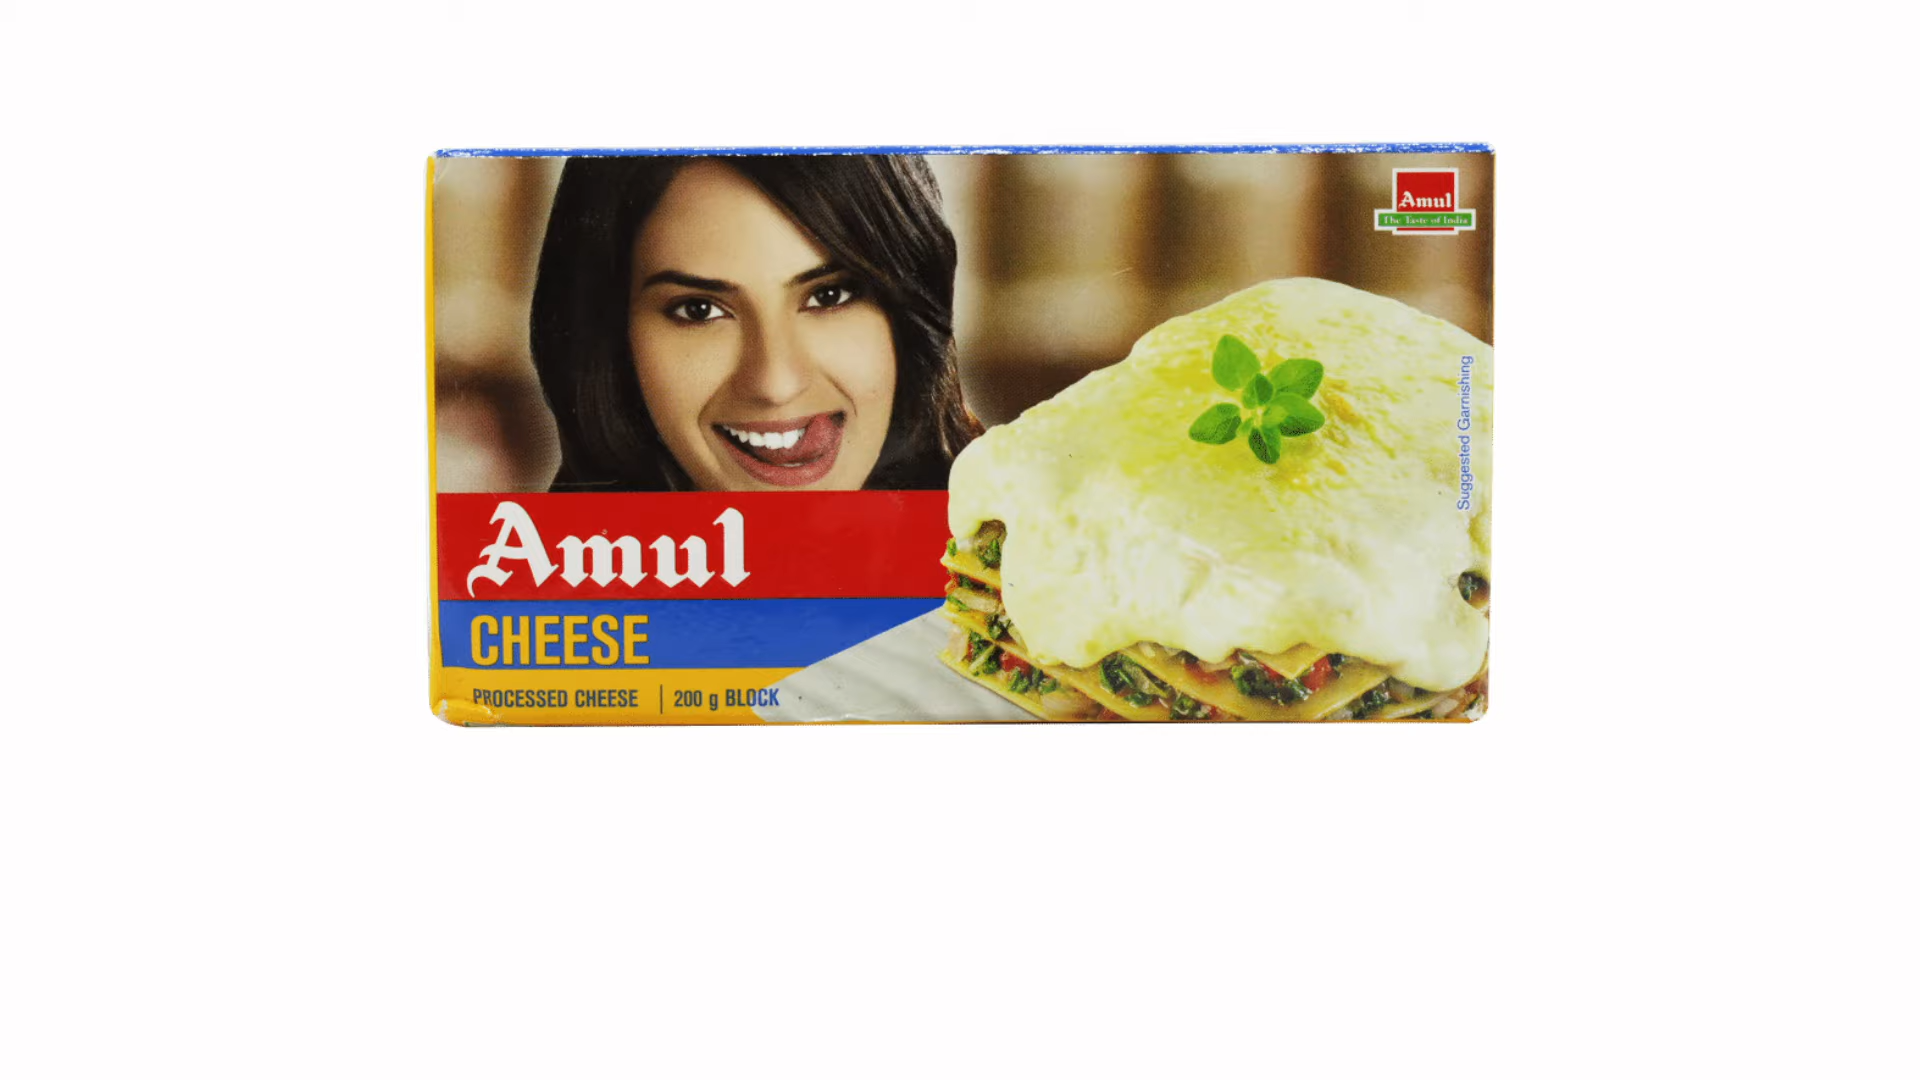 Amul
The Taste of India
Suggested Garnishing
Amul
CHEESE
PROCESSED CHEESE | 200 g BLOCK